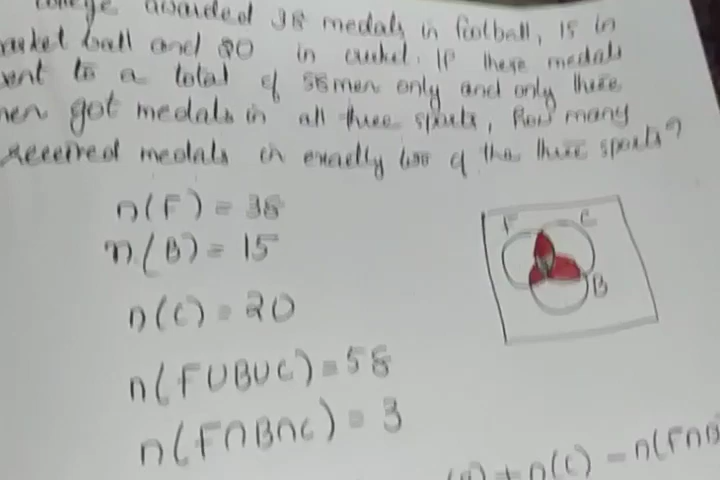 awarded 38 medals in football, 15 in
ball and 20 in cricket. If these medals
to a total of 58 men only and only three
men got medals in all three sports, how many
received medals in exactly two of the three sports?
n(F) = 38
n(B) = 15
n(C) = 20
n(FUBUC) = 58
n(F∩B∩C) = 3
F C
B
+ n(C) - n(F∩B